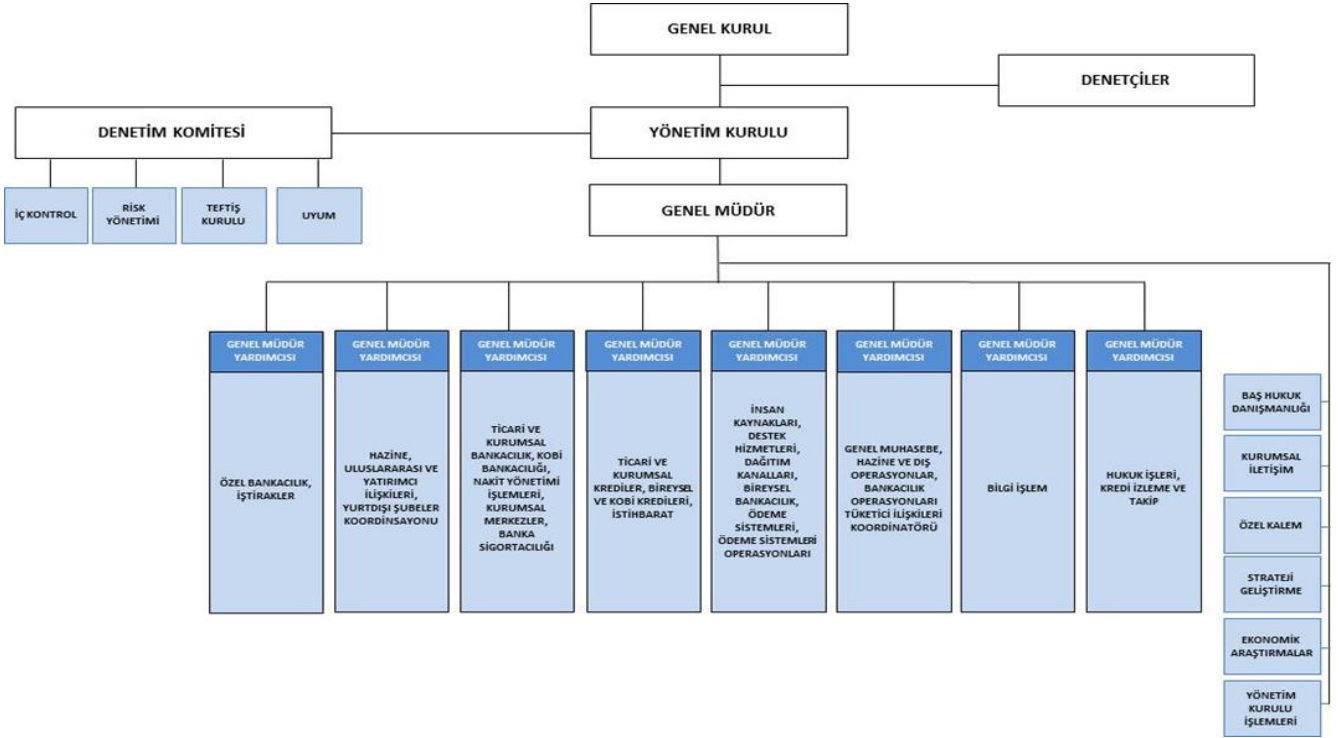 GENEL KURUL
DENETÇİLER
DENETİM KOMİTESİ
YÖNETİM KURULU
İÇ KONTROL
RİSK
YÖNETİMİ
TEFTİŞ
KURULU
UYUM
GENEL MÜDÜR
GENEL MÜDÜR
YARDIMCISI
ÖZEL BANKACILIK,
İŞTİRAKLER
GENEL MÜDÜR
YARDIMCISI
HAZİNE,
ULUSLARARASI VE
YATIRIMCI
İLİŞKİLERİ,
YURTDIŞI ŞUBELER
KOORDİNSAYONU
GENEL MÜDÜR
YARDIMCISI
TİCARİ VE
KURUMSAL
BANKACILIK, KOBİ
BANKACILIĞI,
NAKİT YÖNETİMİ
İŞLEMLERİ,
KURUMSAL
MERKEZLER,
BANKA
SİGORTACILIĞI
GENEL MÜDÜR
YARDIMCISI
TİCARİ VE
KURUMSAL
KREDİLER, BİREYSEL
VE KOBİ KREDİLERİ,
İSTİHBARAT
GENEL MÜDÜR
YARDIMCISI
İNSAN
KAYNAKLARI,
DESTEK
HİZMETLERİ,
DAĞITIM
KANALLARI,
BİREYSEL
BANKACILIK,
ÖDEME
SİSTEMLERİ,
ÖDEME SİSTEMLERİ
OPERASYONLARI
GENEL MÜDÜR
YARDIMCISI
GENEL MUHASEBE,
HAZİNE VE DIŞ
OPERASYONLAR,
BANKACILIK
OPERASYONLARI
TÜKETİCİ İLİŞKİLERİ
KOORDİNATÖRÜ
GENEL MÜDÜR
YARDIMCISI
BİLGİ İŞLEM
GENEL MÜDÜR
YARDIMCISI
HUKUK İŞLERİ,
KREDİ İZLEME VE
TAKİP
BAŞ HUKUK
DANIŞMANLIĞI
KURUMSAL
İLETİŞİM
ÖZEL KALEM
STRATEJİ
GELİŞTİRME
EKONOMİK
ARAŞTIRMALAR
YÖNETİM
KURULU
İŞLEMLERİ